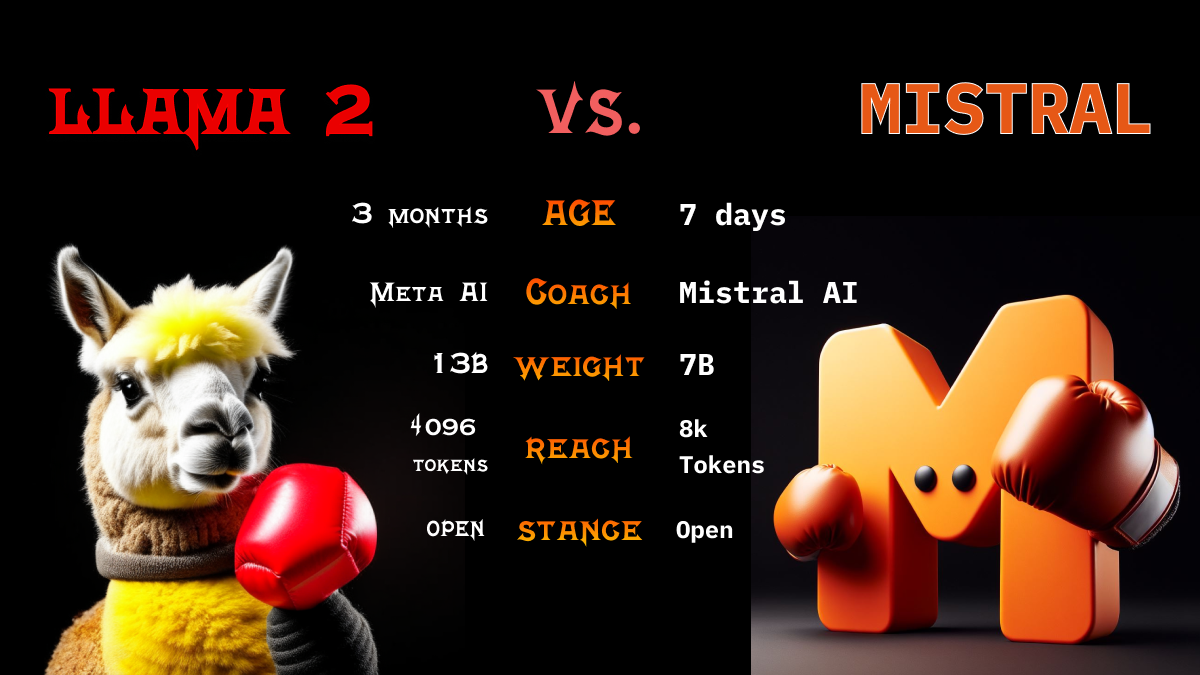 LLAMA 2 VS. MISTRAL
3 MONTHS AGE 7 days
META AI COACH Mistral AI
13B WEIGHT 7B
4096 TOKENS REACH 8k Tokens
OPEN STANCE Open